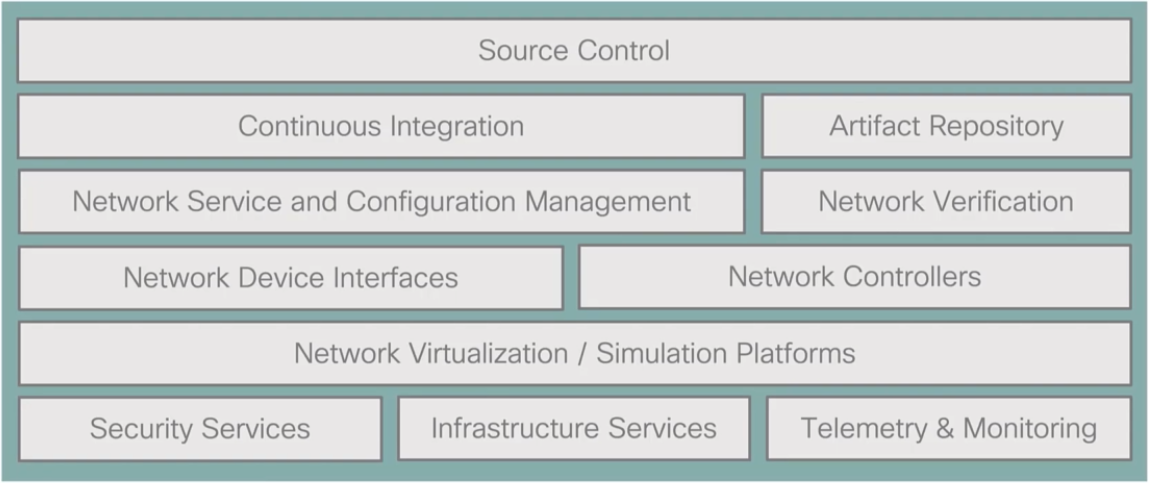 Source Control
Continuous Integration
Artifact Repository
Network Service and Configuration Management
Network Verification
Network Device Interfaces
Network Controllers
Network Virtualization / Simulation Platforms
Security Services
Infrastructure Services
Telemetry & Monitoring